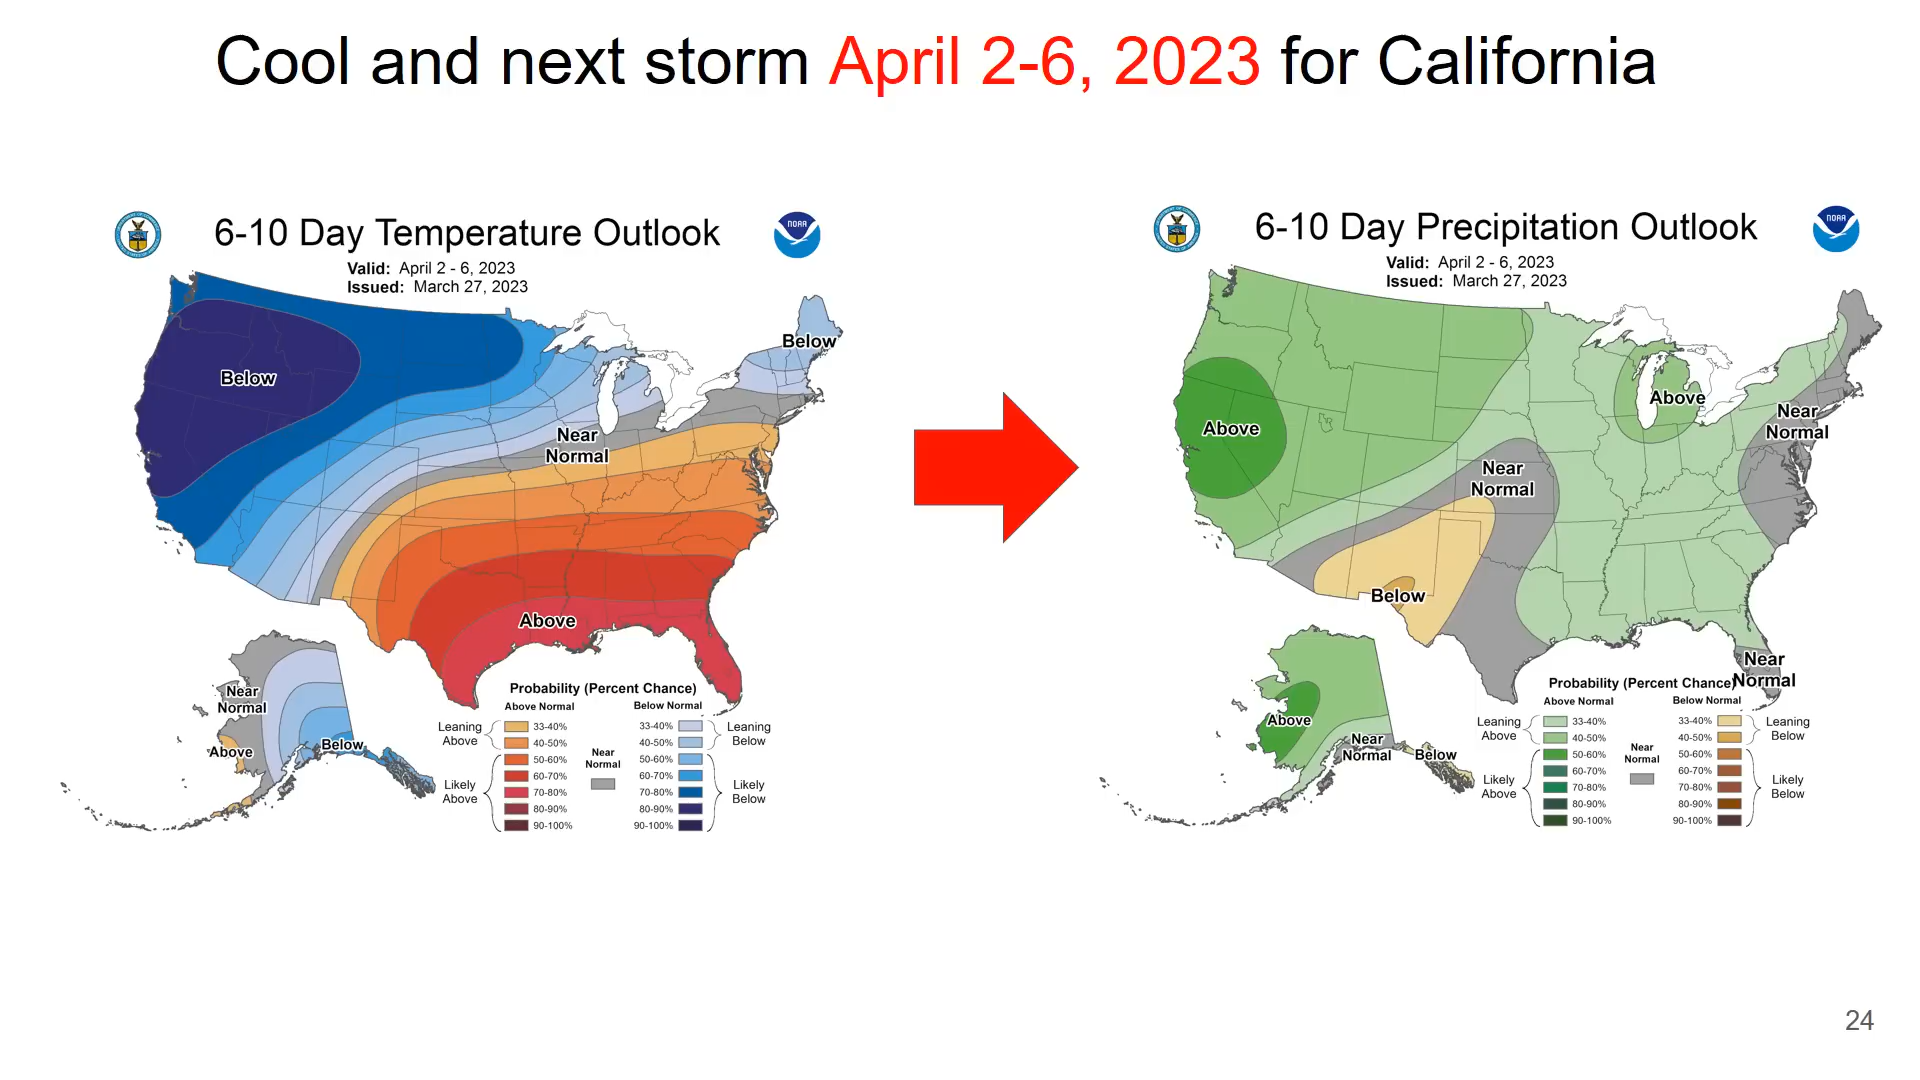 Cool and next storm April 2-6, 2023 for California
6-10 Day Temperature Outlook
NOAA
Valid: April 2 - 6, 2023
Issued: March 27, 2023
Below
Below
Near
Normal
Above
Near
Normal
Above
Below
Probability (Percent Chance)
Above Normal
Below Normal
Leaning
Above
Likely
Above
33-40%
40-50%
50-60%
60-70%
70-80%
80-90%
90-100%
Near
Normal
33-40%
40-50%
50-60%
60-70%
70-80%
80-90%
90-100%
Leaning
Below
Likely
Below
6-10 Day Precipitation Outlook
NOAA
Valid: April 2 - 6, 2023
Issued: March 27, 2023
Above
Above
Near
Normal
Near
Normal
Below
Near
Normal
Above
Near
Normal
Below
Probability (Percent Chance)
Above Normal
Below Normal
Leaning
Above
Likely
Above
33-40%
40-50%
50-60%
60-70%
70-80%
80-90%
90-100%
Near
Normal
33-40%
40-50%
50-60%
60-70%
70-80%
80-90%
90-100%
Leaning
Below
Likely
Below
24